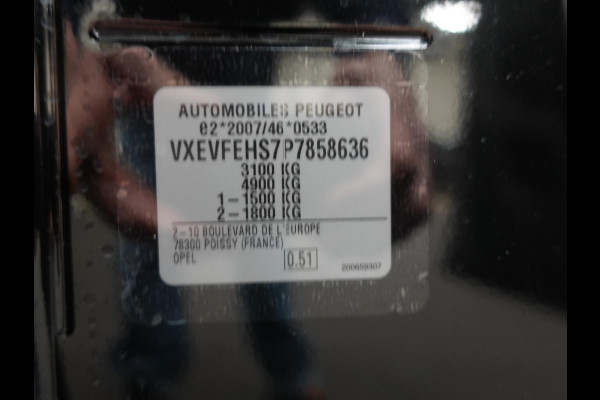 AUTOMOBILES PEUGEOT
e2*2007/46*0533
VXEVFEHS7P7858636
3100 KG
4900 KG
1-1500 KG
2-1800 KG
2-10 BOULEVARD DE L'EUROPE
78300 POISSY (FRANCE)
OPEL
0.51
200659307